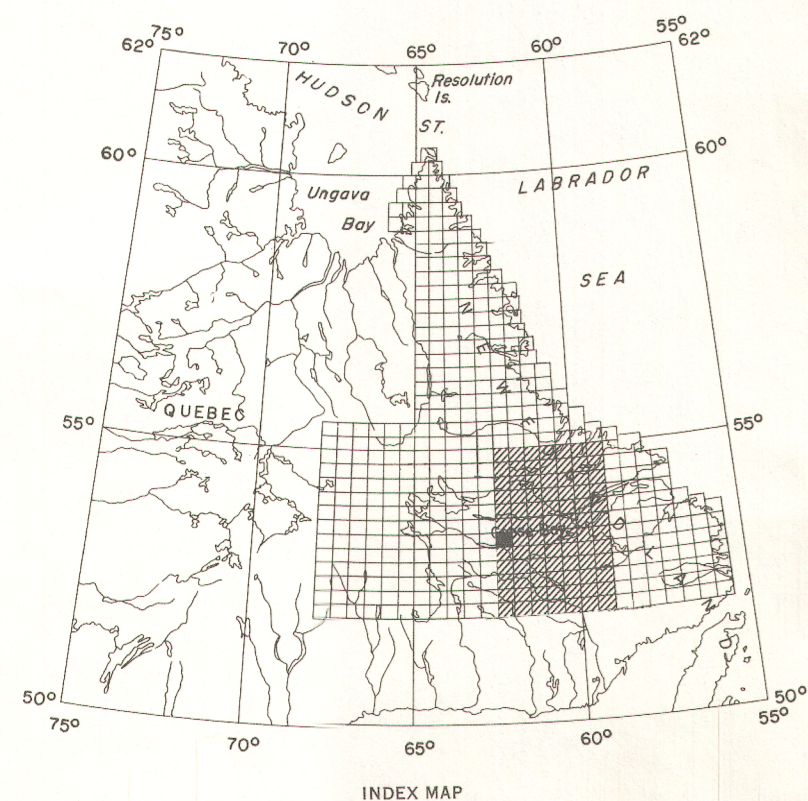 75° 70° 65° 60° 55°
62° 62°
HUDSON
Resolution
Is.
ST.
60° 60°
Ungava
Bay
LABRADOR
SEA
QUEBEC
55° 55°
NEWFOUNDLAND
50° 50°
75° 70° 65° 60° 55°
INDEX MAP